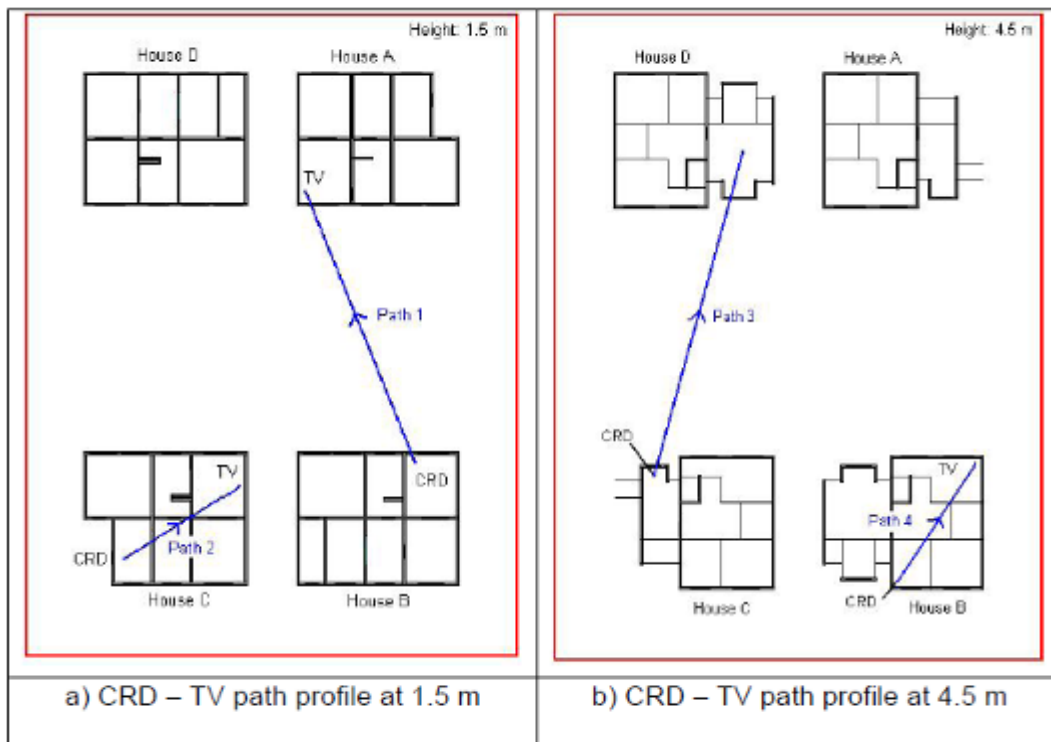 Height: 1.5 m
House D
House A
TV
Path 1
TV
CRD
CRD
Path 2
House C
House B
a) CRD – TV path profile at 1.5 m
Height: 4.5 m
House D
House A
Path 3
CRD
TV
Path 4
House C
CRD
House B
b) CRD – TV path profile at 4.5 m